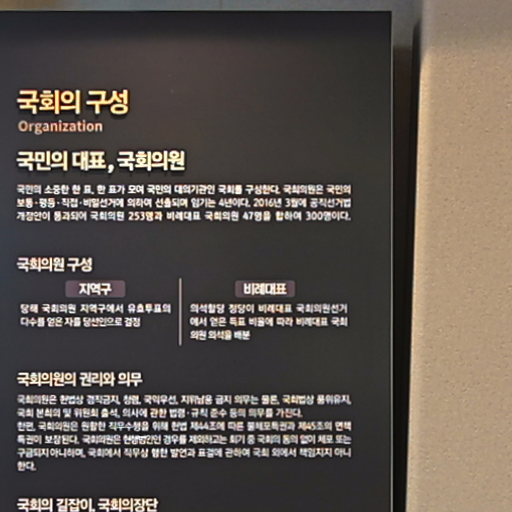 국회의 구성
Organization
국민의 대표, 국회의원
국민의 소중한 한 표, 한 표가 모여 국민의 대의기관인 국회를 구성한다. 국회의원은 국민의
보통·평등·직접·비밀선거에 의하여 선출되며 임기는 4년이다. 2016년 3월에 공직선거법
개정안이 통과되어 국회의원 253명과 비례대표 국회의원 47명을 합하여 300명이다.
국회의원 구성
지역구
비례대표
당해 국회의원 지역구에서 유효투표의
다수를 얻은 자를 당선인으로 결정
의석할당 정당이 비례대표 국회의원선거
에서 얻은 득표 비율에 따라 비례대표 국회
의원 의석을 배분
국회의원의 권리와 의무
국회의원은 헌법상 겸직금지, 청렴, 국익우선, 지위남용 금지 의무는 물론, 국회법상 품위유지,
국회 본회의 및 위원회 출석, 의사에 관한 법령·규칙 준수 등의 의무를 가진다.
한편, 국회의원은 원활한 직무수행을 위해 헌법 제44조에 따른 불체포특권과 제45조의 면책
특권이 보장된다. 국회의원은 현행범인인 경우를 제외하고는 회기 중 국회의 동의 없이 체포 또는
구금되지 아니하며, 국회에서 직무상 행한 발언과 표결에 관하여 국회 외에서 책임지지 아니
한다.
국회의 길잡이, 국회의장단